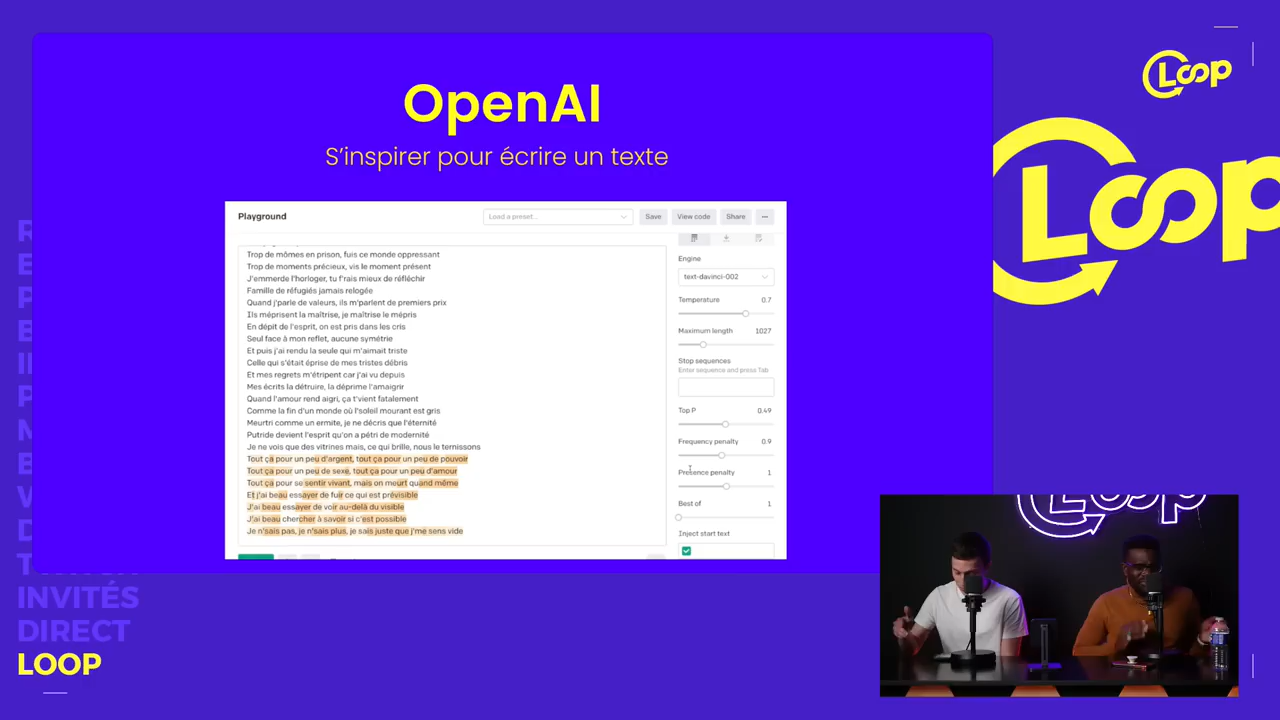 OpenAI
S'inspirer pour écrire un texte
Loop
Loop
Playground
Load a preset...
Save
View code
Share
...
Trop de mômes en prison, fuis ce monde oppressant
Trop de moments précieux, vis le moment présent
J'emmerde l'horloger, tu f'rais mieux de réfléchir
Famille de réfugiés jamais relogée
Quand j'parle de valeurs, ils m'parlent de premiers prix
Ils méprisent la maîtrise, je maîtrise le mépris
En dépit de l'esprit, on est pris dans les cris
Seul face à mon reflet, aucune symétrie
Et puis j'ai rendu la seule qui m'aimait triste
Celle qui s'était éprise de mes tristes débris
Et mes regrets m'étripent car j'ai vu depuis
Mes écrits la détruire, la déprime l'amaigrir
Quand l'amour rend aigri, ça t'vient fatalement
Comme la fin d'un monde où l'soleil mourant est gris
Meurtri comme un ermite, je ne décris que l'éternité
Putride devient l'esprit qu'on a pétri de modernité
Je ne vois que des vitrines mais, ce qui brille, nous le ternissons
Tout ça pour un peu d'argent, tout ça pour un peu de pouvoir
Tout ça pour un peu de sexe, tout ça pour un peu d'amour
Tout ça pour se sentir vivant, mais on meurt quand même
Et j'ai beau essayer de fuir ce qui est prévisible
J'ai beau essayer de voir au-delà du visible
J'ai beau chercher à savoir si c'est possible
Je n'sais pas, je n'sais plus, je sais juste que j'me sens vide
Engine
text-davinci-002
Temperature 0.7
Maximum length 1027
Stop sequences
Enter sequence and press Tab
Top P 0.49
Frequency penalty 0.9
Presence penalty 1
Best of 1
Inject start text
INVITÉS
DIRECT
LOOP